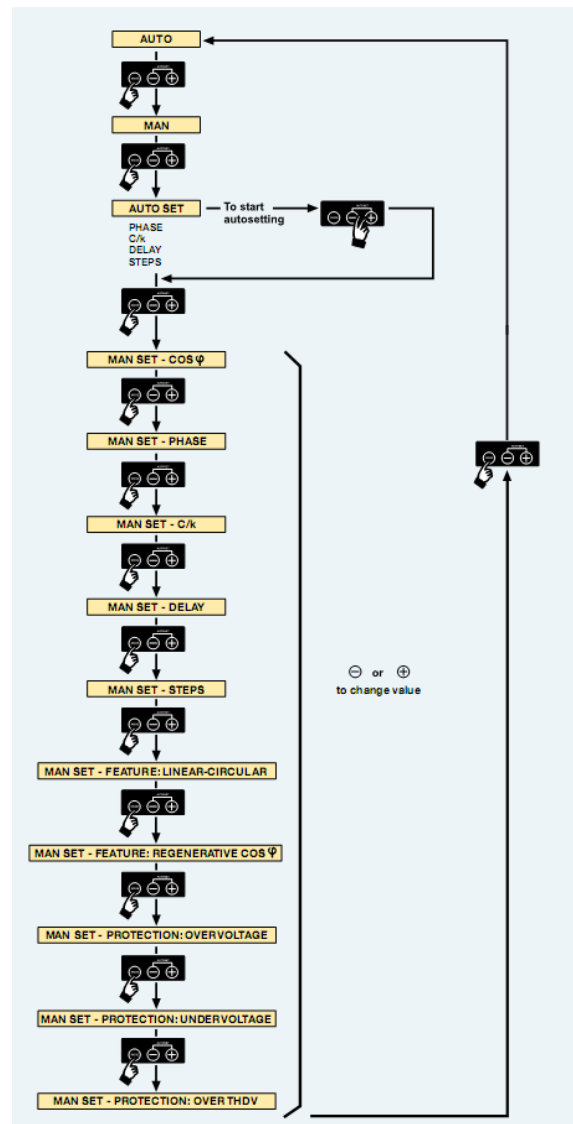 AUTO
MAN
AUTO SET
To start
autosetting
PHASE
C/k
DELAY
STEPS
MAN SET - COS φ
MAN SET - PHASE
MAN SET - C/k
MAN SET - DELAY
MAN SET - STEPS
⊖ or ⊕
to change value
MAN SET - FEATURE: LINEAR-CIRCULAR
MAN SET - FEATURE: REGENERATIVE COS φ
MAN SET - PROTECTION: OVERVOLTAGE
MAN SET - PROTECTION: UNDERVOLTAGE
MAN SET - PROTECTION: OVER THDV